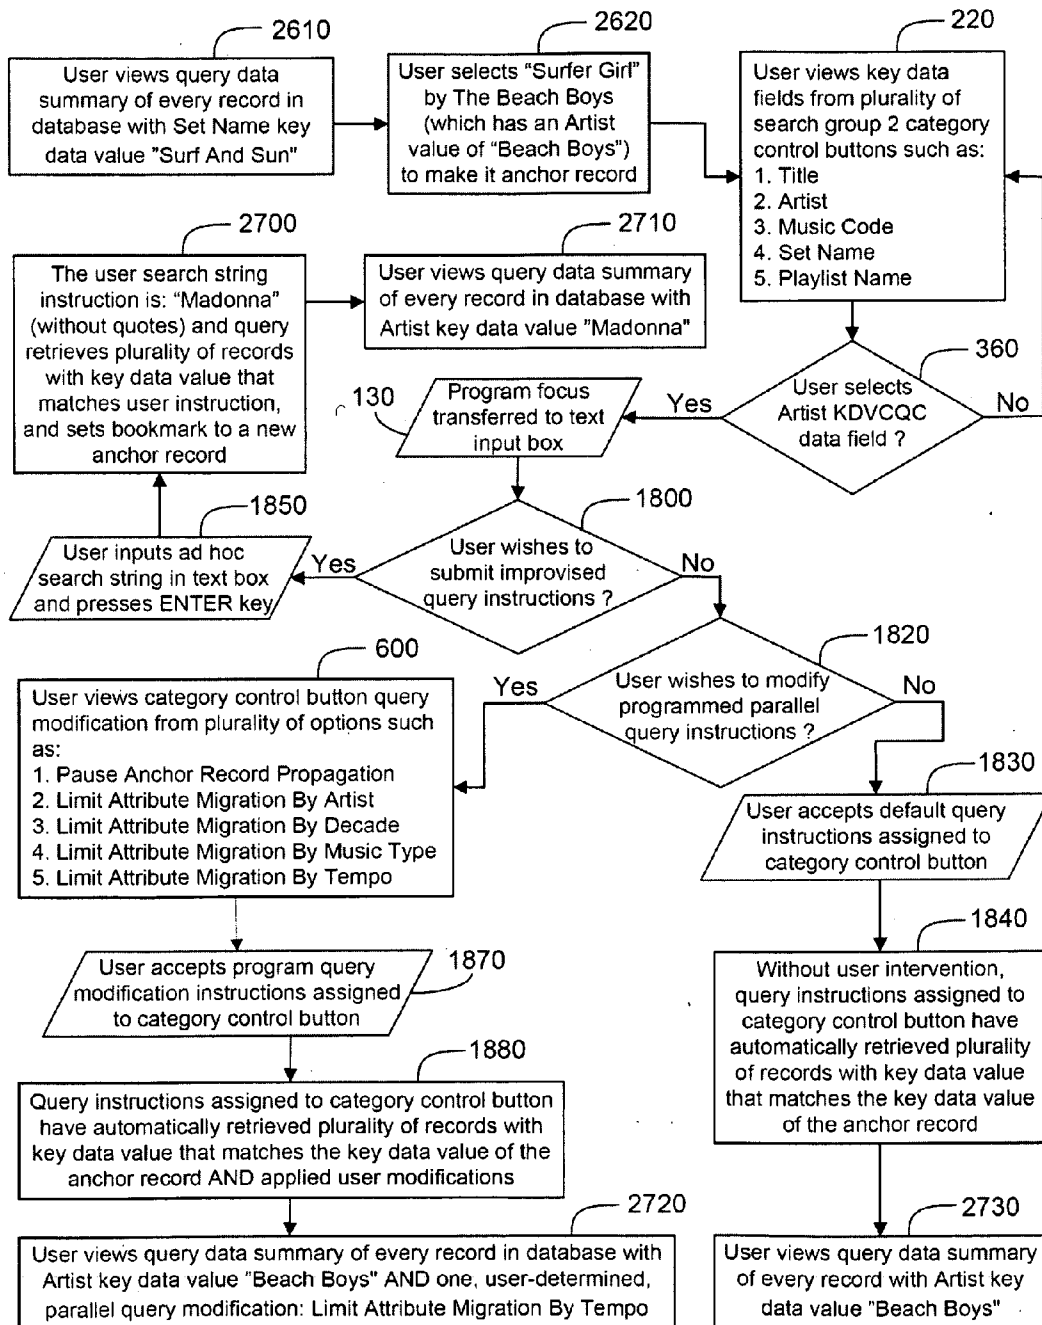 2610
User views query data
summary of every record in
database with Set Name key
data value "Surf And Sun"
2620
User selects “Surfer Girl”
by The Beach Boys
(which has an Artist
value of “Beach Boys”)
to make it anchor record
220
User views key data
fields from plurality of
search group 2 category
control buttons such as:
1. Title
2. Artist
3. Music Code
4. Set Name
5. Playlist Name
2700
The user search string
instruction is: “Madonna”
(without quotes) and query
retrieves plurality of records
with key data value that
matches user instruction,
and sets bookmark to a new
anchor record
2710
User views query data summary
of every record in database with
Artist key data value "Madonna"
360
User selects
Artist KDVCQC
data field ?
Yes
No
130
Program focus
transferred to text
input box
1800
User wishes to
submit improvised
query instructions ?
Yes
No
1850
User inputs ad hoc
search string in text box
and presses ENTER key
1820
User wishes to modify
programmed parallel
query instructions ?
Yes
No
600
User views category control button query
modification from plurality of options such
as:
1. Pause Anchor Record Propagation
2. Limit Attribute Migration By Artist
3. Limit Attribute Migration By Decade
4. Limit Attribute Migration By Music Type
5. Limit Attribute Migration By Tempo
1830
User accepts default query
instructions assigned to
category control button
1870
User accepts program query
modification instructions assigned
to category control button
1840
Without user intervention,
query instructions assigned to
category control button have
automatically retrieved plurality
of records with key data value
that matches the key data value
of the anchor record
1880
Query instructions assigned to category control button
have automatically retrieved plurality of records with
key data value that matches the key data value of the
anchor record AND applied user modifications
2720
User views query data summary of every record in database with
Artist key data value "Beach Boys" AND one, user-determined,
parallel query modification: Limit Attribute Migration By Tempo
2730
User views query data summary
of every record with Artist key
data value "Beach Boys"